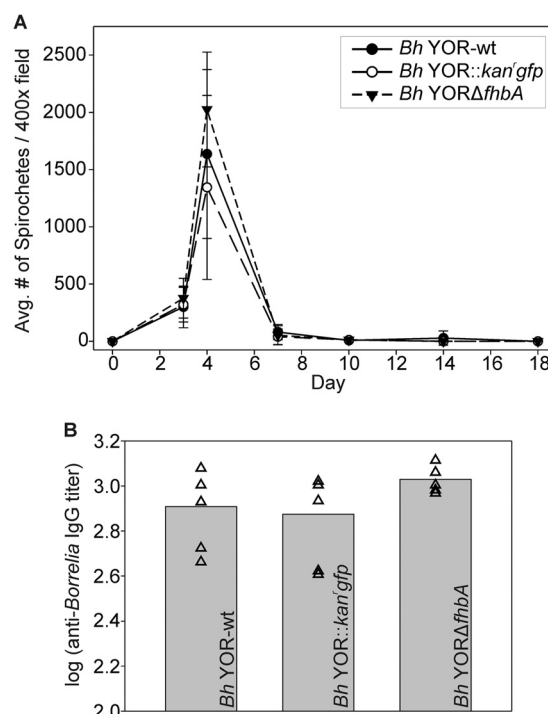 A
Avg. # of Spirochetes / 400x field
2500
2000
1500
1000
500
0
Bh YOR-wt
Bh YOR::kanʳgfp
Bh YORΔfhbA
0 2 4 6 8 10 12 14 16 18
Day
B
log (anti-Borrelia IgG titer)
3.2
3.0
2.8
2.6
2.4
2.2
2.0
Bh YOR-wt
Bh YOR::kanʳgfp
Bh YORΔfhbA